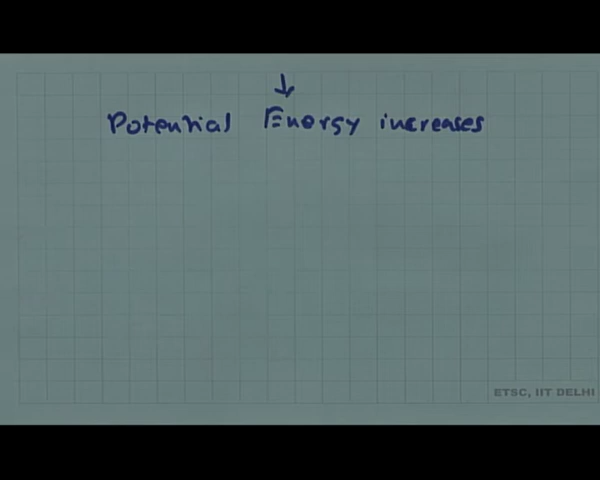 ↓
Potential Energy increases
ETSC, IIT DELHI